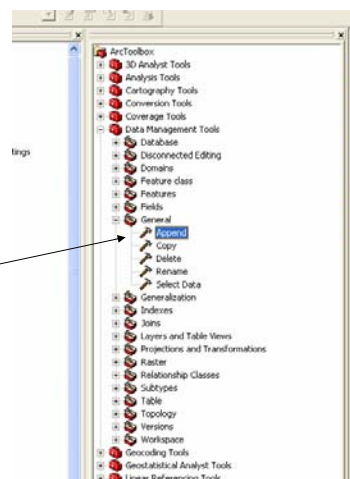 ArcToolbox
3D Analyst Tools
Analysis Tools
Cartography Tools
Conversion Tools
Coverage Tools
Data Management Tools
Database
tings
Disconnected Editing
Domains
Feature class
Features
Fields
General
Append
Copy
Delete
Rename
Select Data
Generalization
Indexes
Joins
Layers and Table Views
Projections and Transformations
Raster
Relationship Classes
Subtypes
Table
Topology
Versions
Workspace
Geocoding Tools
Geostatistical Analyst Tools
Linear Referencing Tools